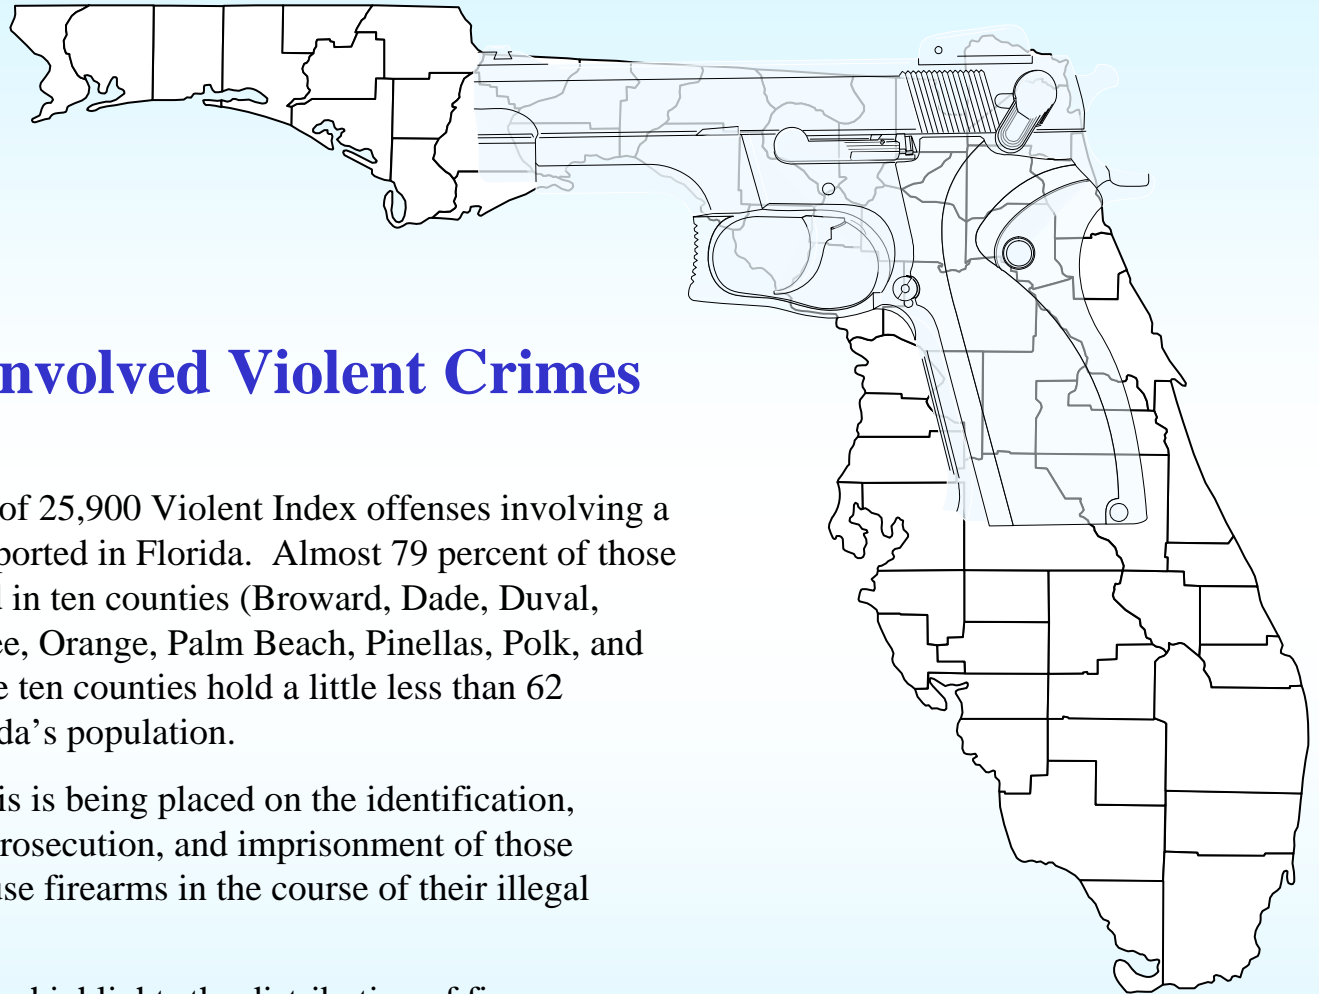 nvolved Violent Crimes
of 25,900 Violent Index offenses involving a
ported in Florida. Almost 79 percent of those
in ten counties (Broward, Dade, Duval,
ee, Orange, Palm Beach, Pinellas, Polk, and
e ten counties hold a little less than 62
da’s population.
is is being placed on the identification,
rosecution, and imprisonment of those
use firearms in the course of their illegal